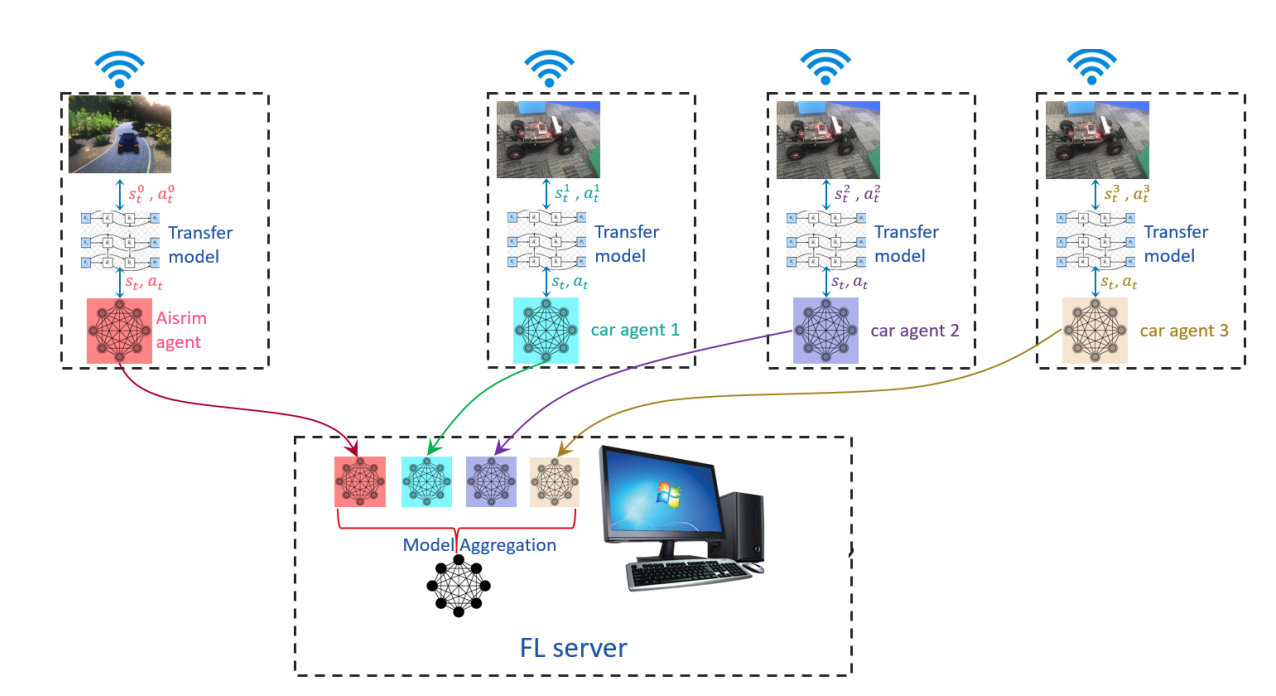 s_t^0 , a_t^0
s_t^1 , a_t^1
s_t^2 , a_t^2
s_t^3 , a_t^3
Transfer
model
Transfer
model
Transfer
model
Transfer
model
s_t, a_t
s_t, a_t
s_t, a_t
s_t, a_t
Aisrim
agent
car agent 1
car agent 2
car agent 3
Model Aggregation
FL server